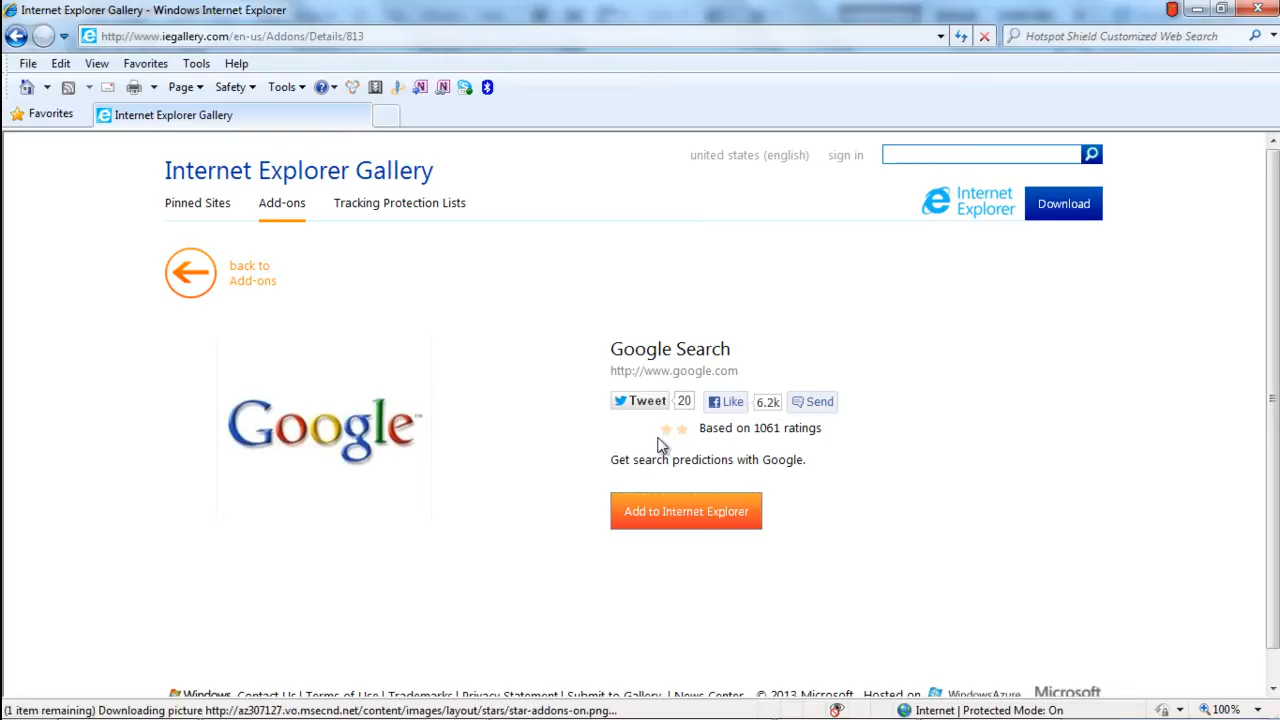 Internet Explorer Gallery - Windows Internet Explorer
http://www.iegallery.com/en-us/Addons/Details/813
Hotspot Shield Customized Web Search
File Edit View Favorites Tools Help
Page Safety Tools
Favorites Internet Explorer Gallery
united states (english) sign in
Internet Explorer Gallery
Pinned Sites Add-ons Tracking Protection Lists
Internet Explorer
Download
back to
Add-ons
Google™
Google Search
http://www.google.com
Tweet 20 Like 6.2k Send
Based on 1061 ratings
Get search predictions with Google.
Add to Internet Explorer
Windows Contact Us | Terms of Use | Trademarks | Privacy Statement | Submit to Gallery | News Center © 2013 Microsoft Hosted on WindowsAzure Microsoft
(1 item remaining) Downloading picture http://az307127.vo.msecnd.net/content/images/layout/stars/star-addons-on.png...
Internet | Protected Mode: On 100%